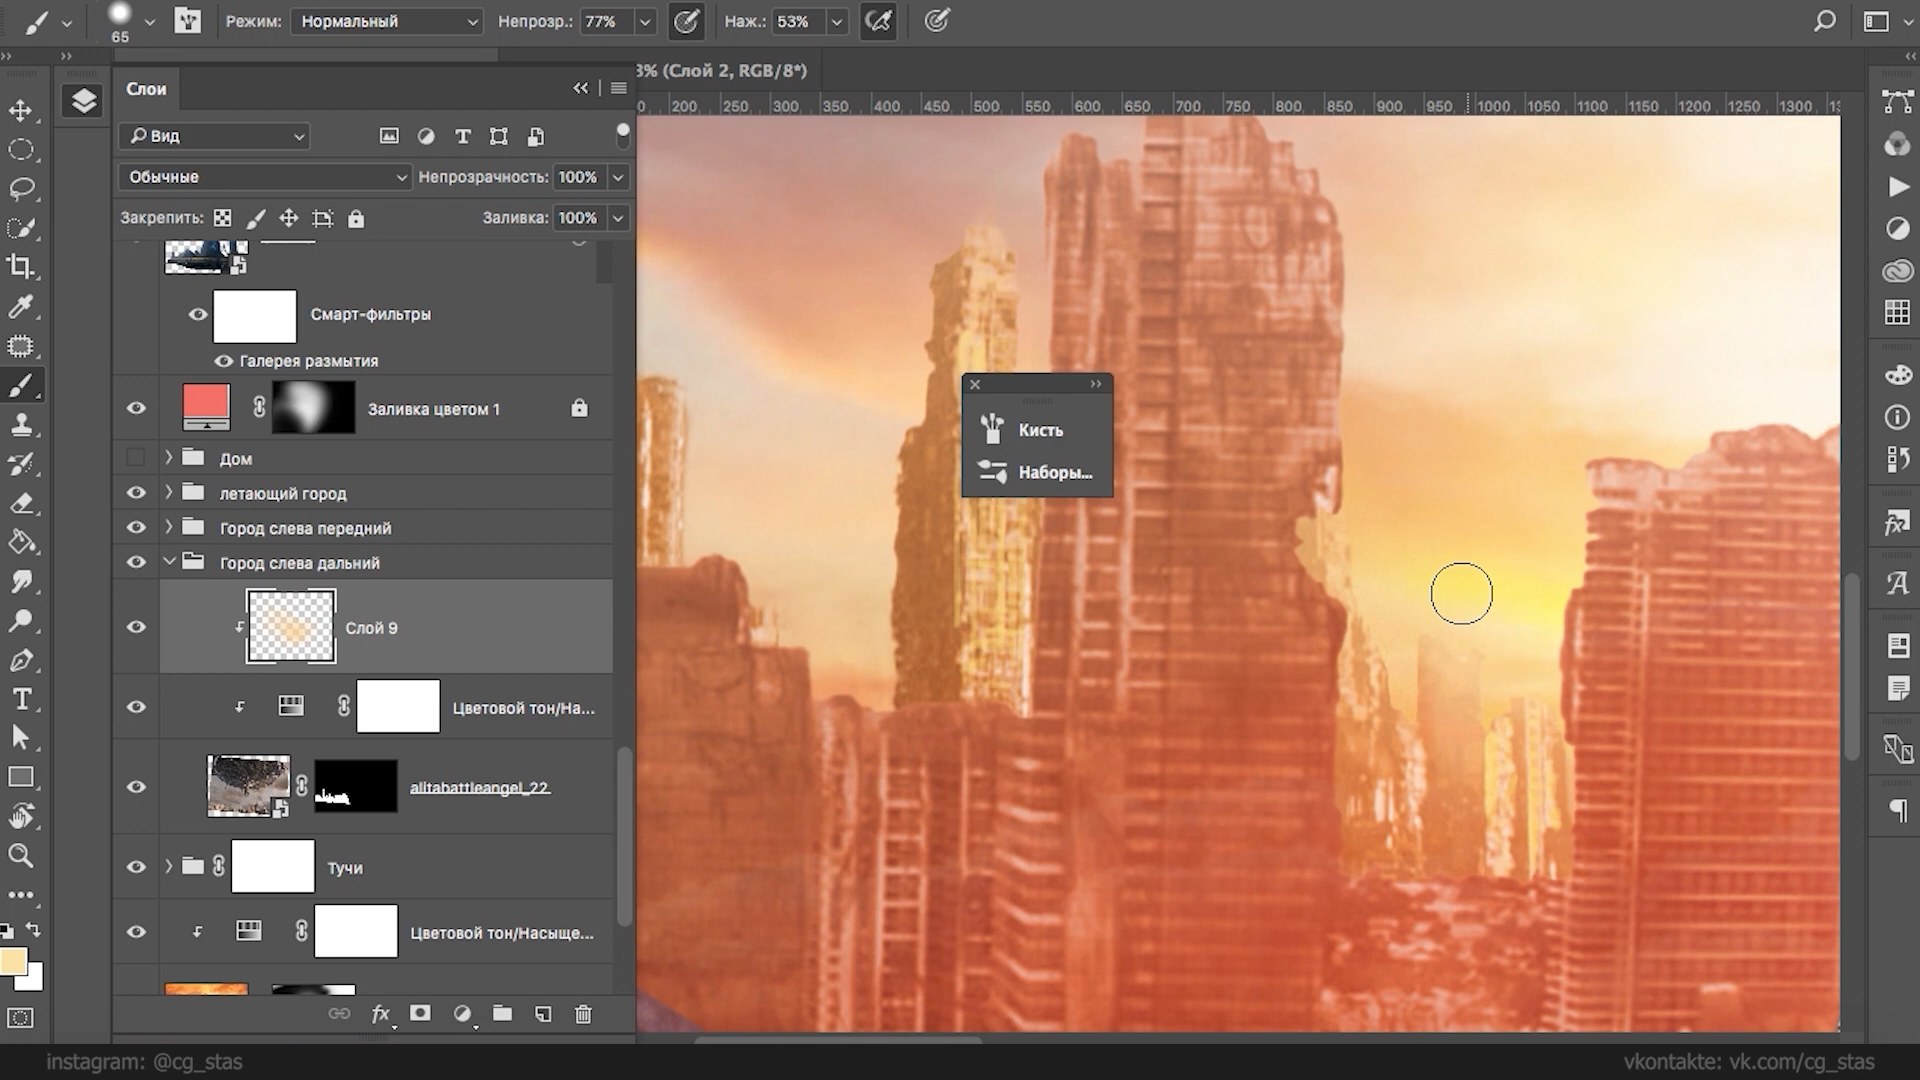 65
Режим: Нормальный Непрозр.: 77% Наж.: 53%
Слои
3% (Слой 2, RGB/8*)
0 200 250 300 350 400 450 500 550 600 650 700 750 800 850 900 950 1000 1050 1100 1150 1200 1250 1300
Вид
Обычные Непрозрачность: 100%
Закрепить: Заливка: 100%
Смарт-фильтры
Галерея размытия
Заливка цветом 1
Дом
летающий город
Город слева передний
Город слева дальний
Слой 9
Цветовой тон/На...
alitabattleangel_22
Тучи
Цветовой тон/Насыще...
fx
Кисть
Наборы...
instagram: @cg_stas
vkontakte: vk.com/cg_stas